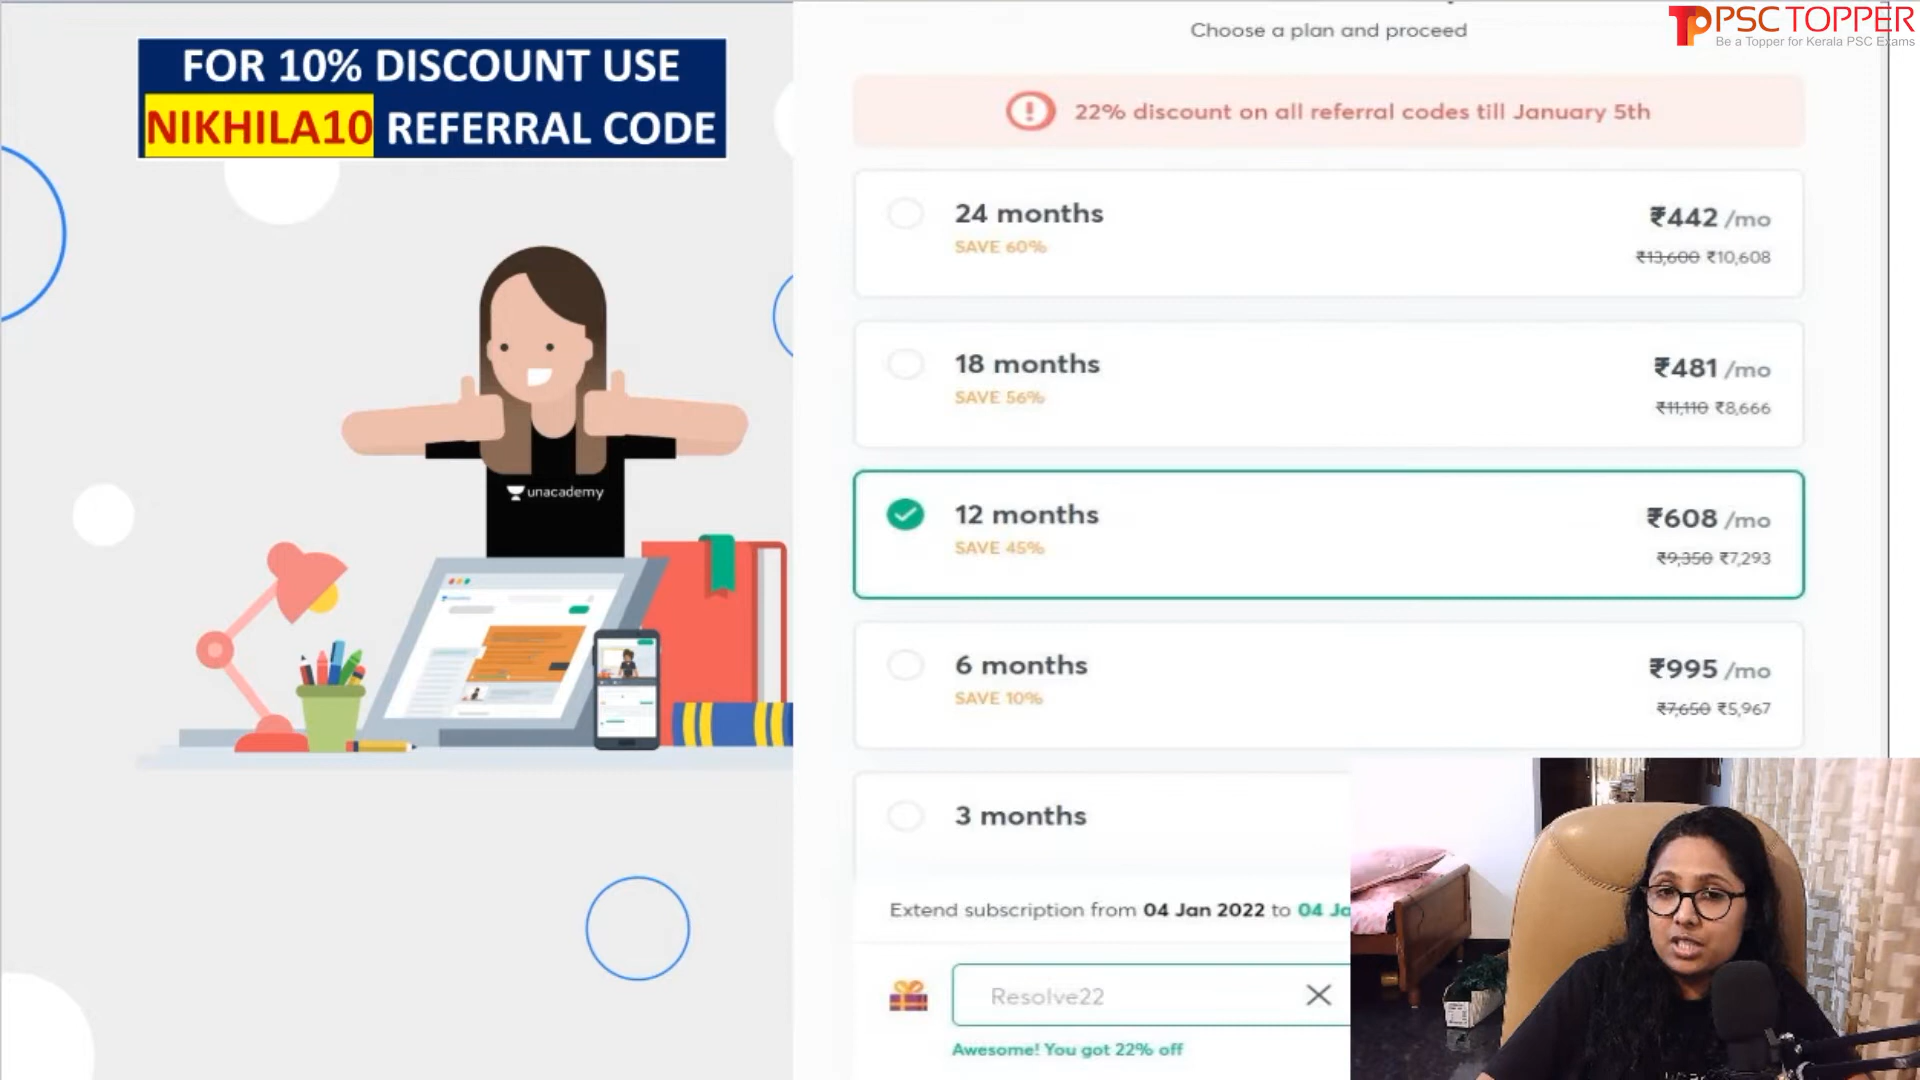 FOR 10% DISCOUNT USE
NIKHILA10 REFERRAL CODE
unacademy
PSC TOPPER
Be a Topper for Kerala PSC Exams
Choose a plan and proceed
22% discount on all referral codes till January 5th
24 months
₹442 /mo
SAVE 60%
₹13,600 ₹10,608
18 months
₹481 /mo
SAVE 56%
₹11,110 ₹8,666
12 months
₹608 /mo
SAVE 45%
₹9,350 ₹7,293
6 months
₹995 /mo
SAVE 10%
₹7,650 ₹5,967
3 months
Extend subscription from 04 Jan 2022 to 04 Ja
Resolve22
Awesome! You got 22% off